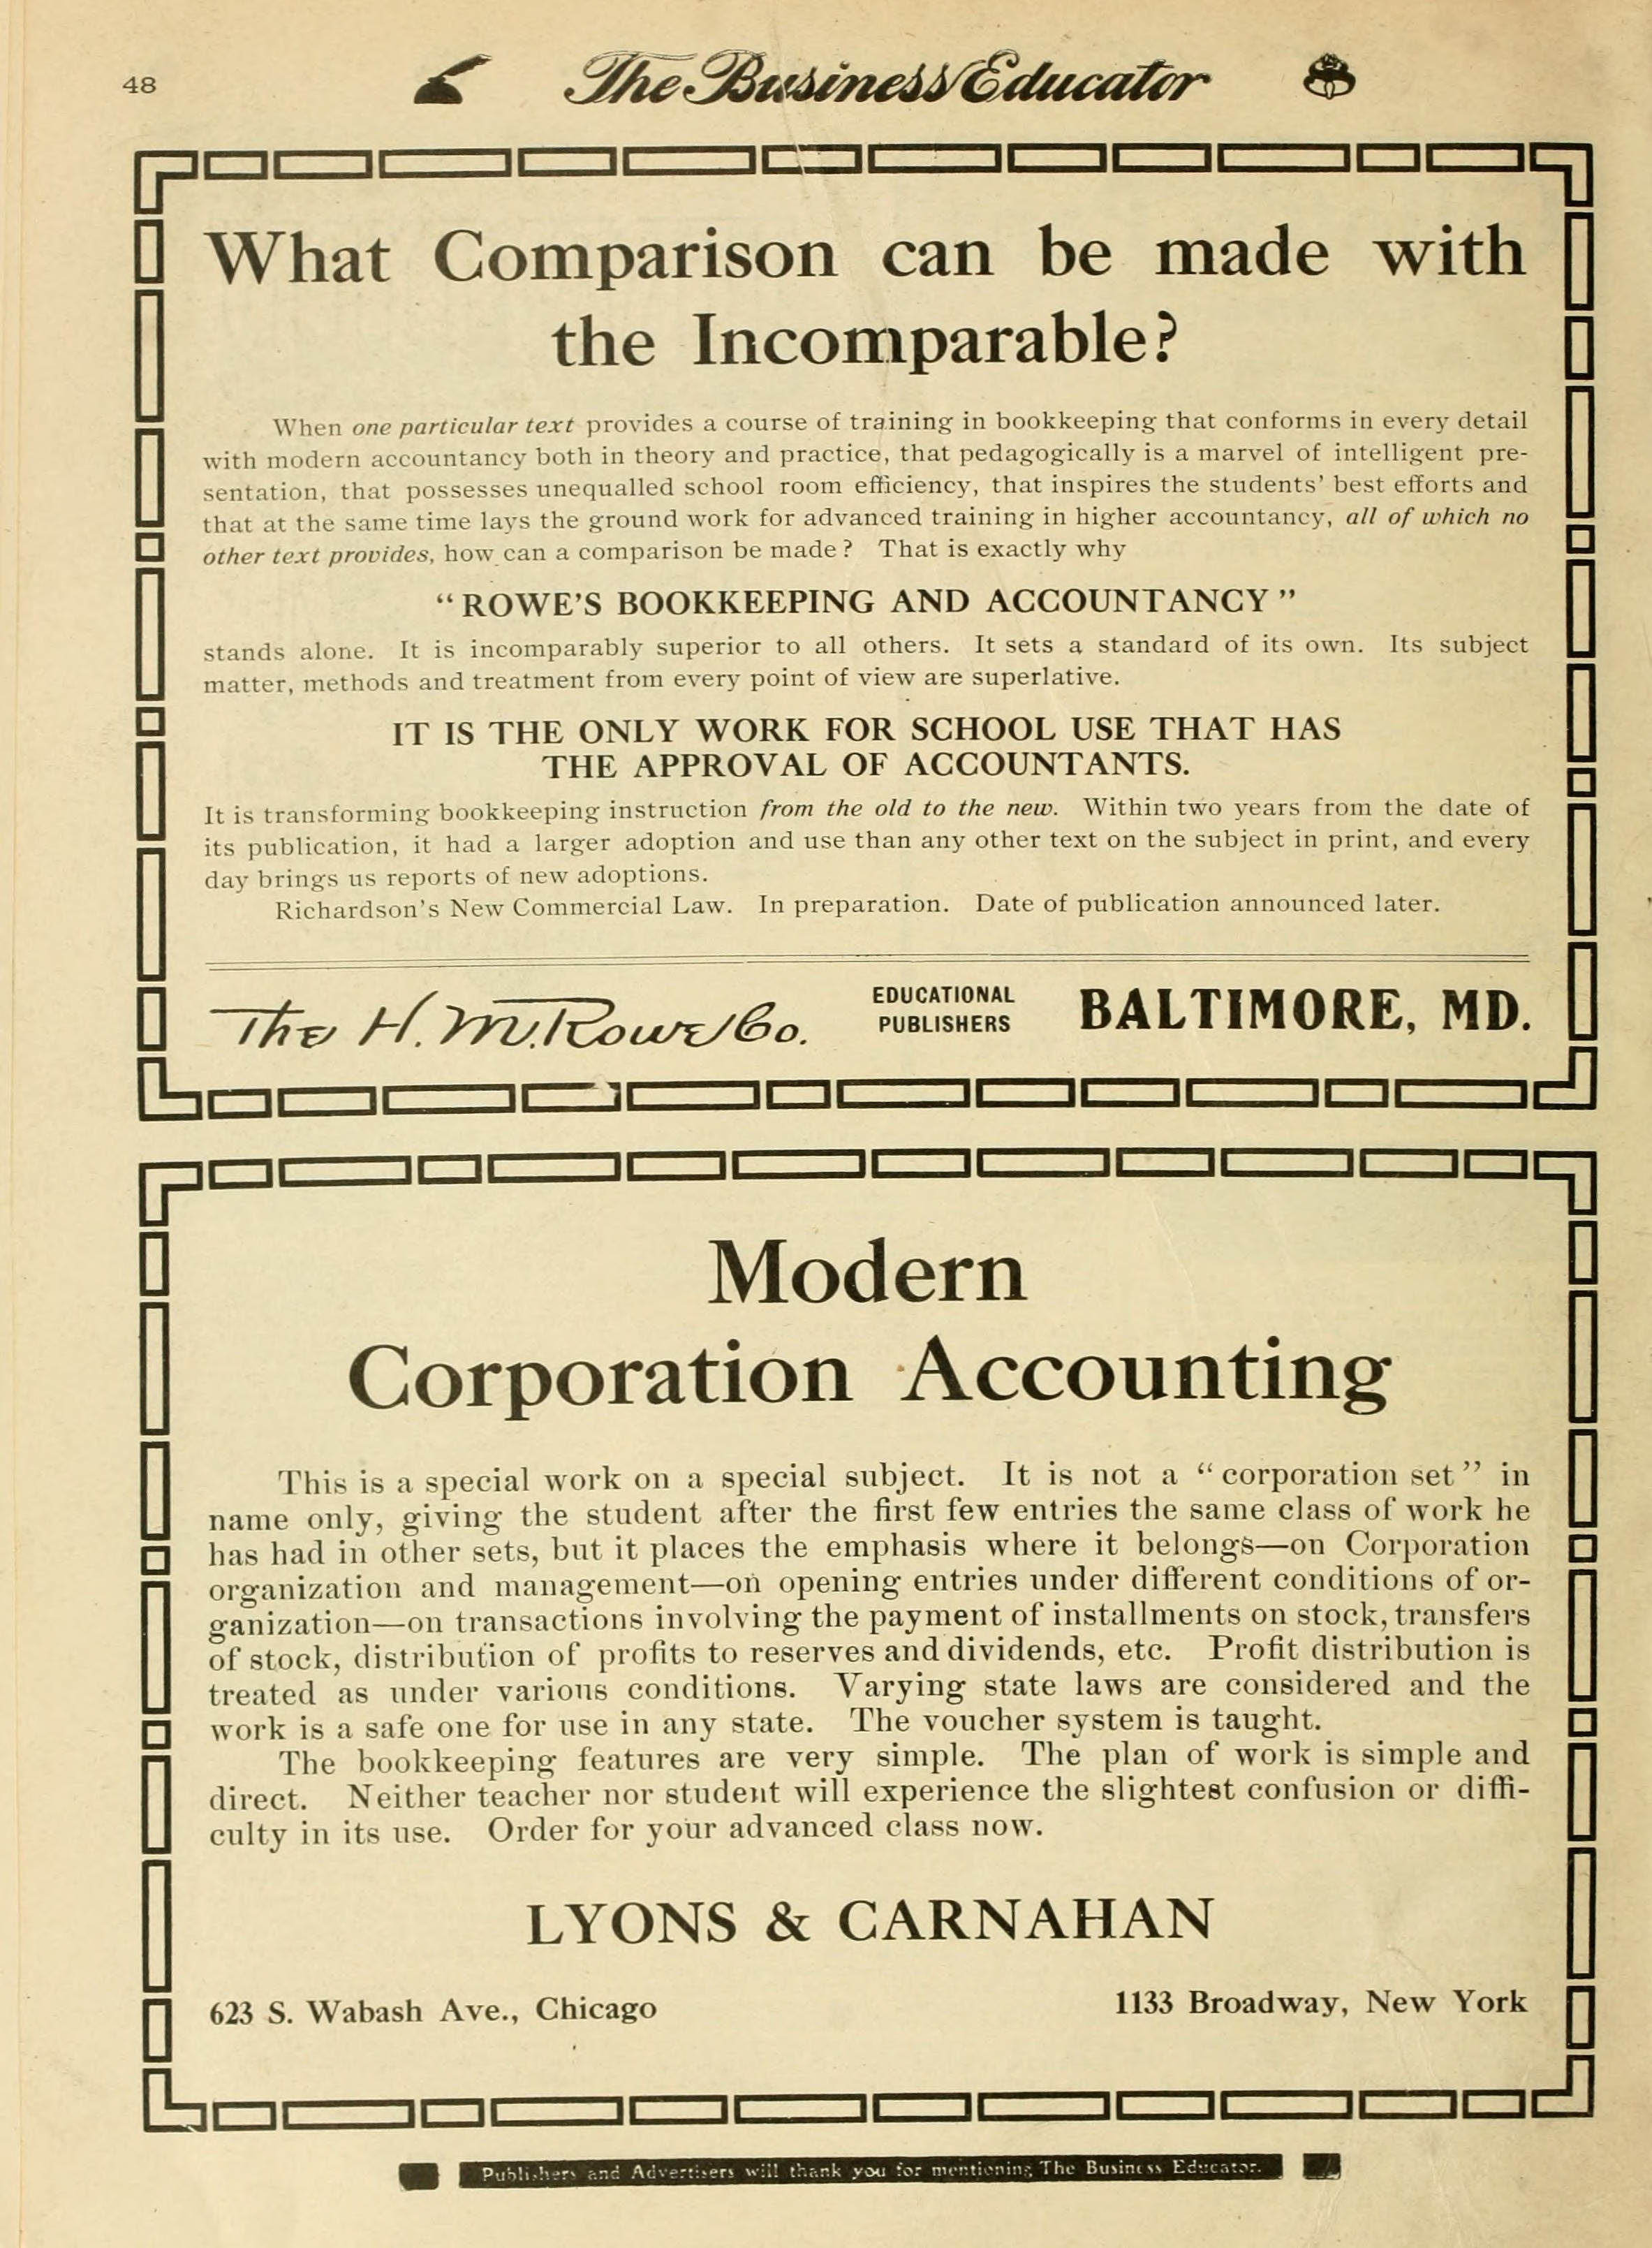 48
The Business Educator
What Comparison can be made with
the Incomparable?
When one particular text provides a course of training in bookkeeping that conforms in every detail
with modern accountancy both in theory and practice, that pedagogically is a marvel of intelligent pre-
sentation, that possesses unequalled school room efficiency, that inspires the students' best efforts and
that at the same time lays the ground work for advanced training in higher accountancy, all of which no
other text provides, how can a comparison be made? That is exactly why
"ROWE'S BOOKKEEPING AND ACCOUNTANCY"
stands alone. It is incomparably superior to all others. It sets a standard of its own. Its subject
matter, methods and treatment from every point of view are superlative.
IT IS THE ONLY WORK FOR SCHOOL USE THAT HAS
THE APPROVAL OF ACCOUNTANTS.
It is transforming bookkeeping instruction from the old to the new. Within two years from the date of
its publication, it had a larger adoption and use than any other text on the subject in print, and every
day brings us reports of new adoptions.
Richardson's New Commercial Law. In preparation. Date of publication announced later.
The H. M. Rowe Co.
EDUCATIONAL
PUBLISHERS
BALTIMORE, MD.
Modern
Corporation Accounting
This is a special work on a special subject. It is not a "corporation set" in
name only, giving the student after the first few entries the same class of work he
has had in other sets, but it places the emphasis where it belongs—on Corporation
organization and management—on opening entries under different conditions of or-
ganization—on transactions involving the payment of installments on stock, transfers
of stock, distribution of profits to reserves and dividends, etc. Profit distribution is
treated as under various conditions. Varying state laws are considered and the
work is a safe one for use in any state. The voucher system is taught.
The bookkeeping features are very simple. The plan of work is simple and
direct. Neither teacher nor student will experience the slightest confusion or diffi-
culty in its use. Order for your advanced class now.
LYONS & CARNAHAN
623 S. Wabash Ave., Chicago
1133 Broadway, New York
Publishers and Advertisers will thank you for mentioning The Business Educator.